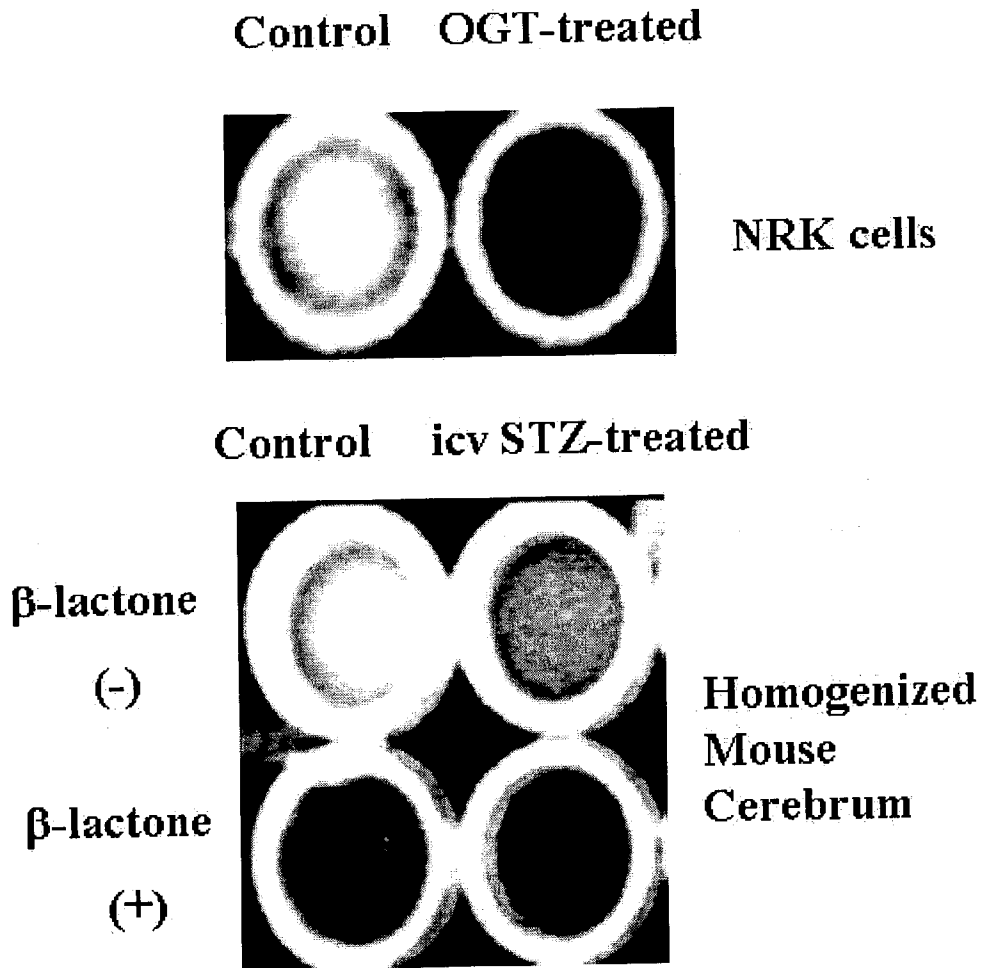 Control OGT-treated
NRK cells
Control icv STZ-treated
β-lactone
(-)
Homogenized
Mouse
Cerebrum
β-lactone
(+)